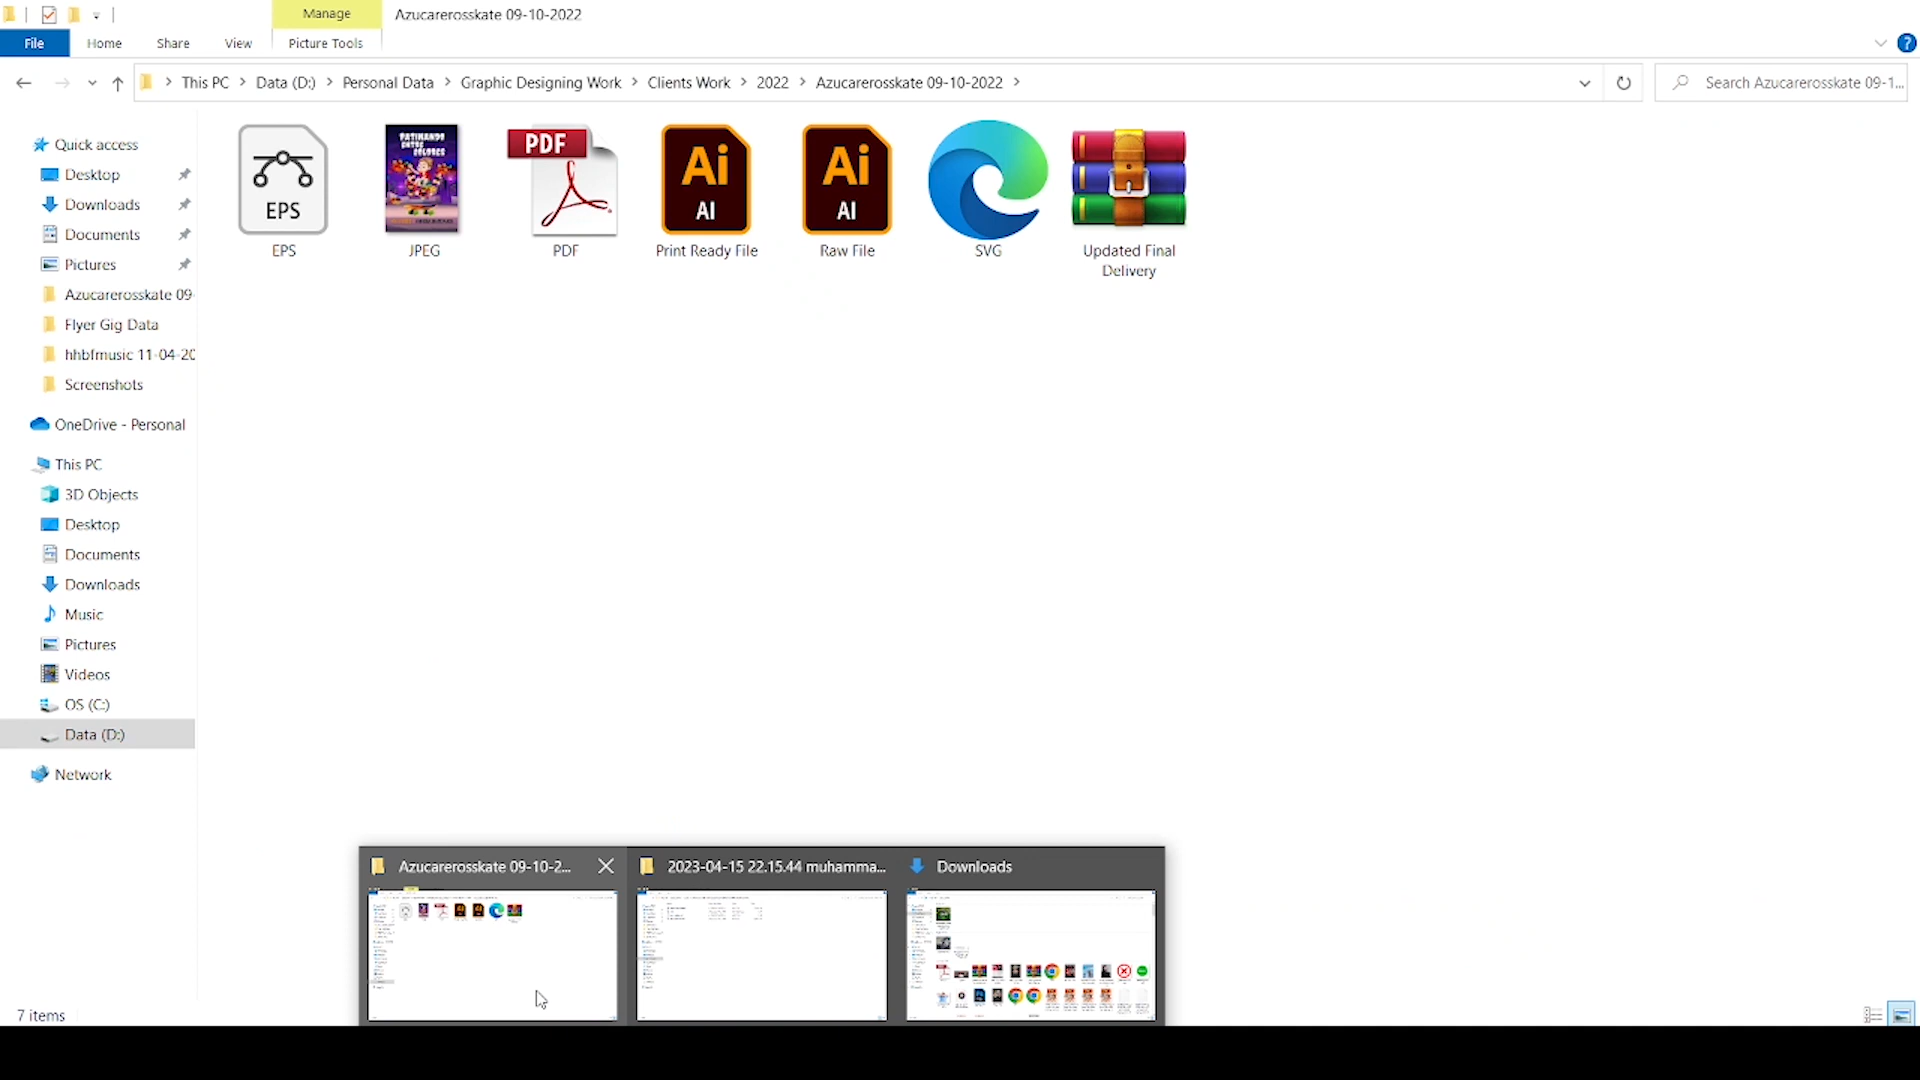 Manage
Azucarerosskate 09-10-2022
File
Home
Share
View
Picture Tools
This PC
Data (D:)
Personal Data
Graphic Designing Work
Clients Work
2022
Azucarerosskate 09-10-2022
Search Azucarerosskate 09-1...
Quick access
Desktop
Downloads
Documents
Pictures
Azucarerosskate 09-
Flyer Gig Data
hhbfmusic 11-04-20
Screenshots
OneDrive - Personal
This PC
3D Objects
Desktop
Documents
Downloads
Music
Pictures
Videos
OS (C:)
Data (D:)
Network
EPS
EPS
PATINANDO
ENTRE
COLORES
JPEG
PDF
PDF
Ai
AI
Print Ready File
Ai
AI
Raw File
SVG
Updated Final
Delivery
Azucarerosskate 09-10-2...
2023-04-15 22.15.44 muhamma...
Downloads
7 items